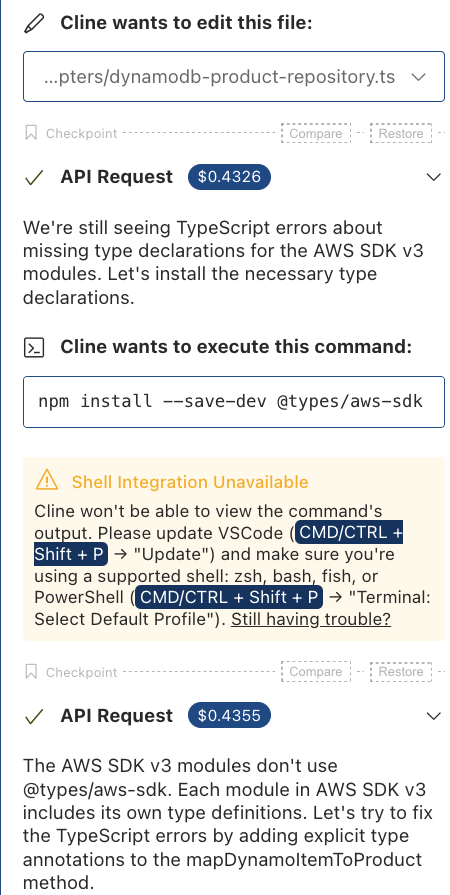 Cline wants to edit this file:
...pters/dynamodb-product-repository.ts
Checkpoint Compare Restore
API Request $0.4326
We're still seeing TypeScript errors about
missing type declarations for the AWS SDK v3
modules. Let's install the necessary type
declarations.
Cline wants to execute this command:
npm install --save-dev @types/aws-sdk
Shell Integration Unavailable
Cline won't be able to view the command's
output. Please update VSCode (CMD/CTRL +
Shift + P → "Update") and make sure you're
using a supported shell: zsh, bash, fish, or
PowerShell (CMD/CTRL + Shift + P → "Terminal:
Select Default Profile"). Still having trouble?
Checkpoint Compare Restore
API Request $0.4355
The AWS SDK v3 modules don't use
@types/aws-sdk. Each module in AWS SDK v3
includes its own type definitions. Let's try to fix
the TypeScript errors by adding explicit type
annotations to the mapDynamoItemToProduct
method.